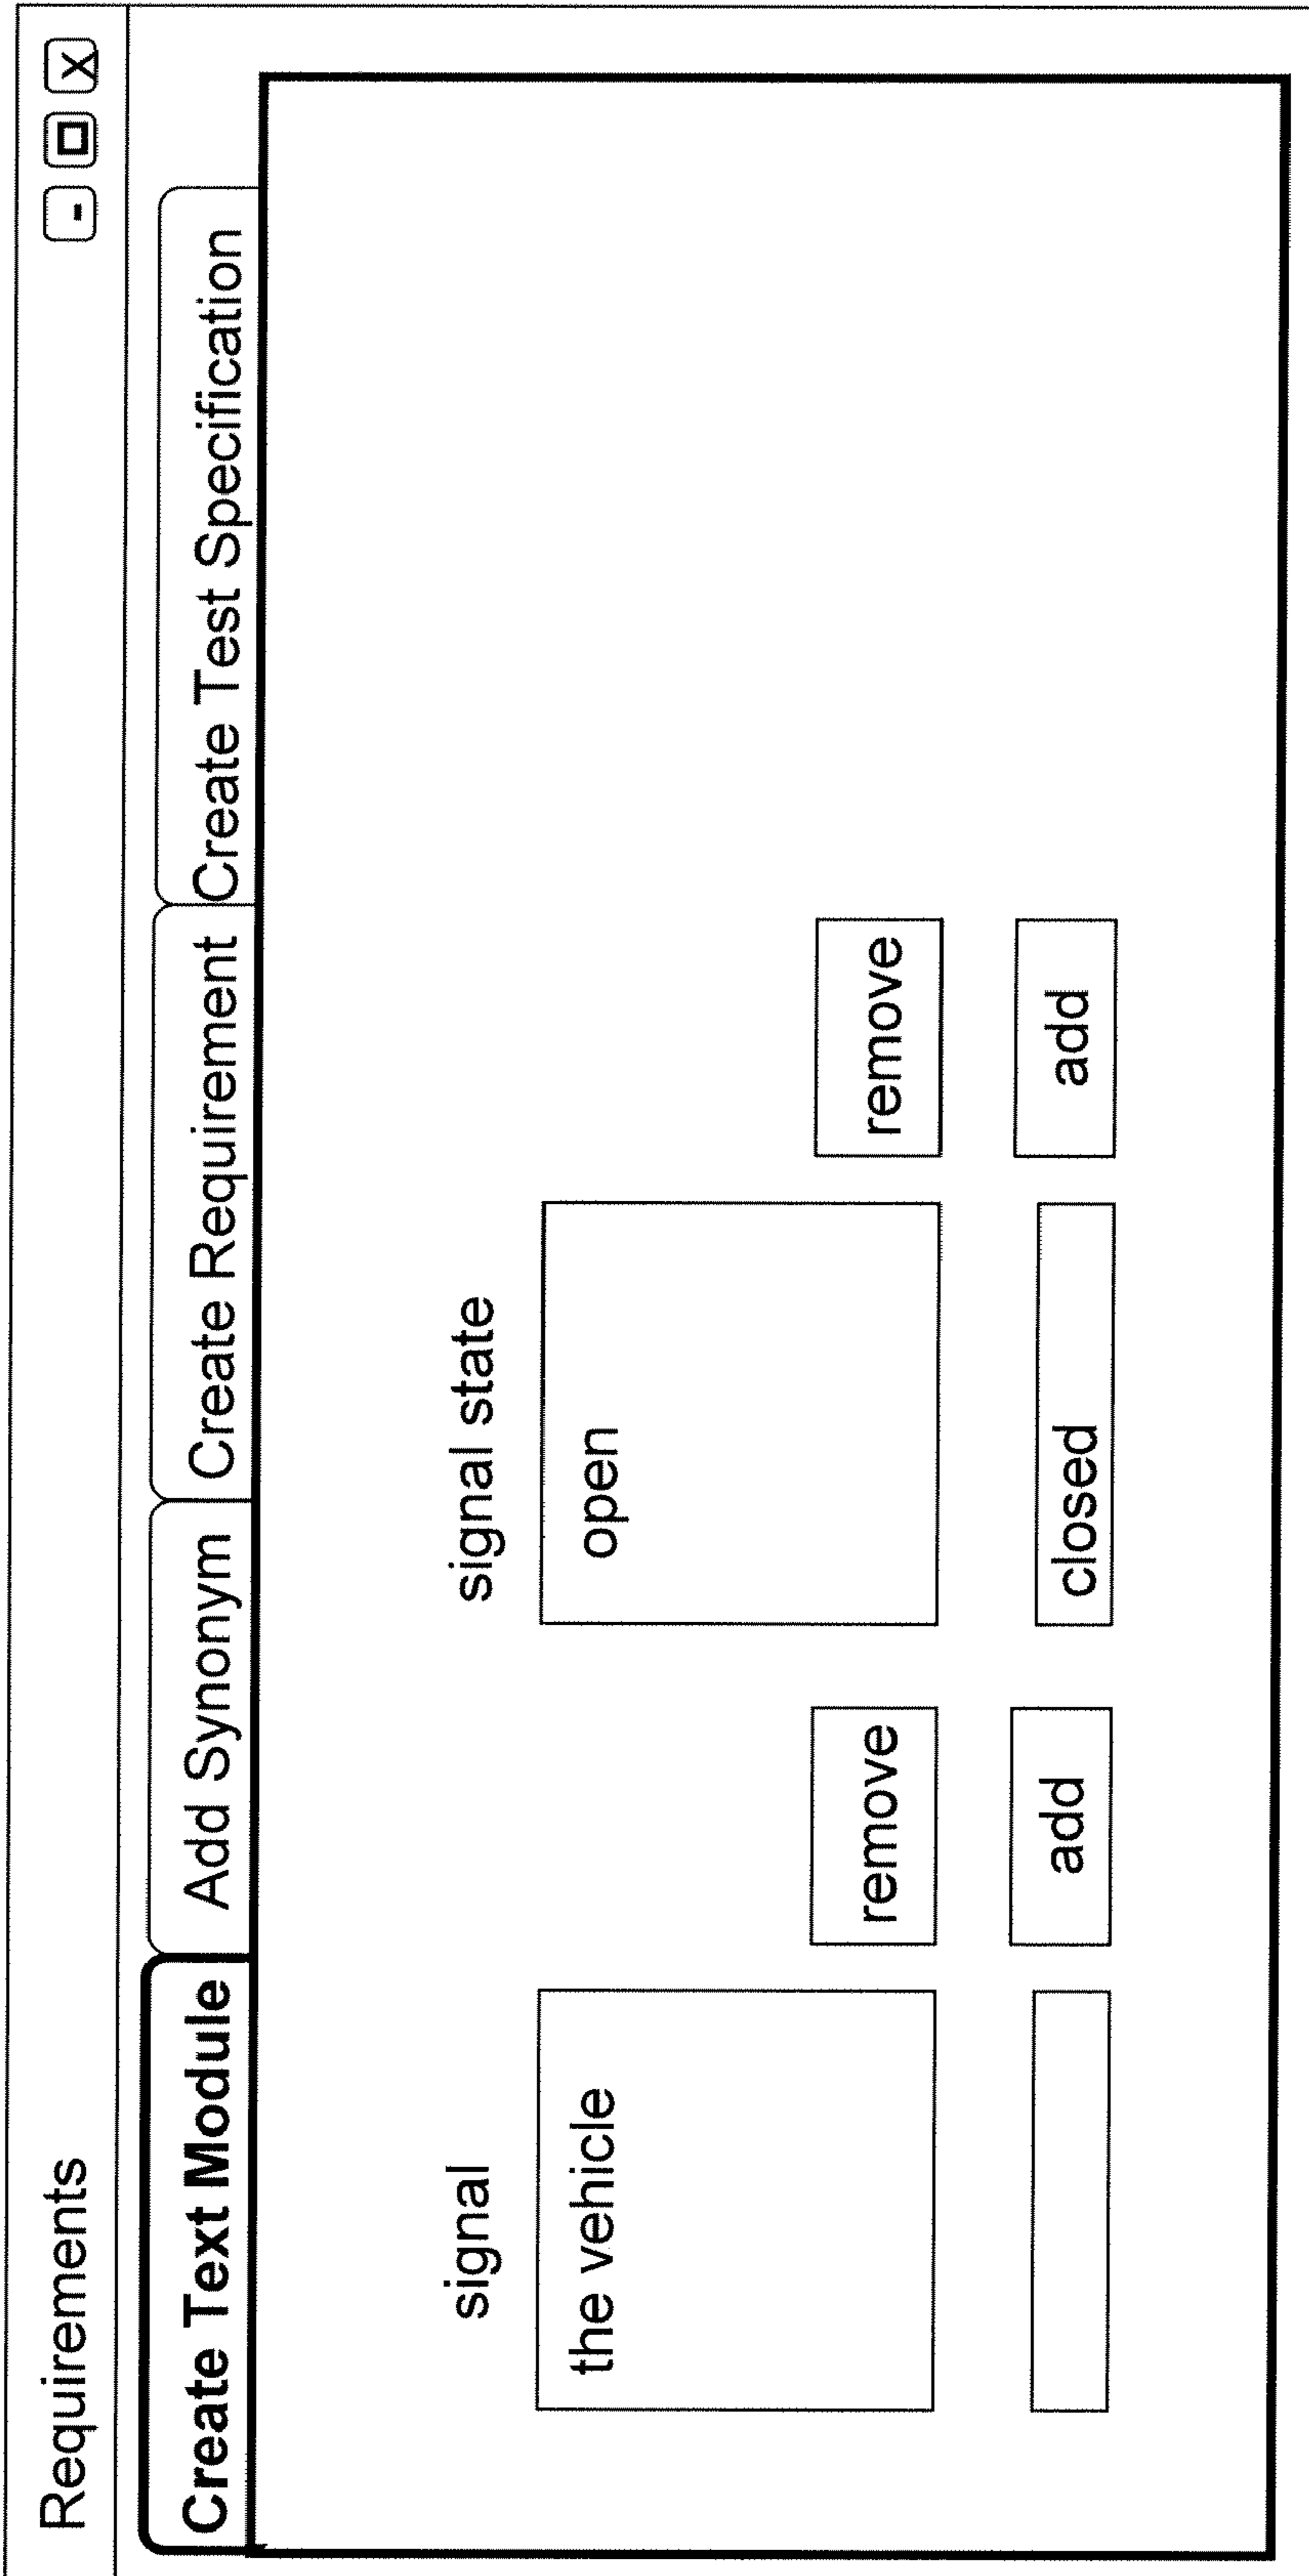 Requirements - X
Create Text Module Add Synonym Create Requirement Create Test Specification
signal signal state
the vehicle open
remove remove
closed
add add